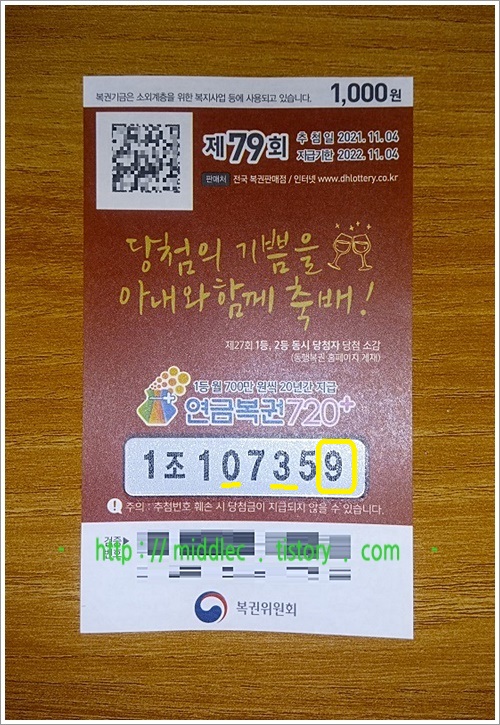 복권기금은 소외계층을 위한 복지사업 등에 사용되고 있습니다. 1,000원
제79회 추첨일 2021. 11. 04
지급기한 2022. 11. 04
판매처 전국 복권판매점 / 인터넷 www.dhlottery.co.kr
당첨의 기쁨을
아내와 함께 축배!
제27회 1등, 2등 동시 당첨자 당첨 소감
(동행복권 홈페이지 게재)
1등 월 700만 원씩 20년간 지급
연금복권720+
1조 107359
주의 : 추첨번호 훼손 시 당첨금이 지급되지 않을 수 있습니다.
검증
번호
http : // middlec . tistory . com
복권위원회